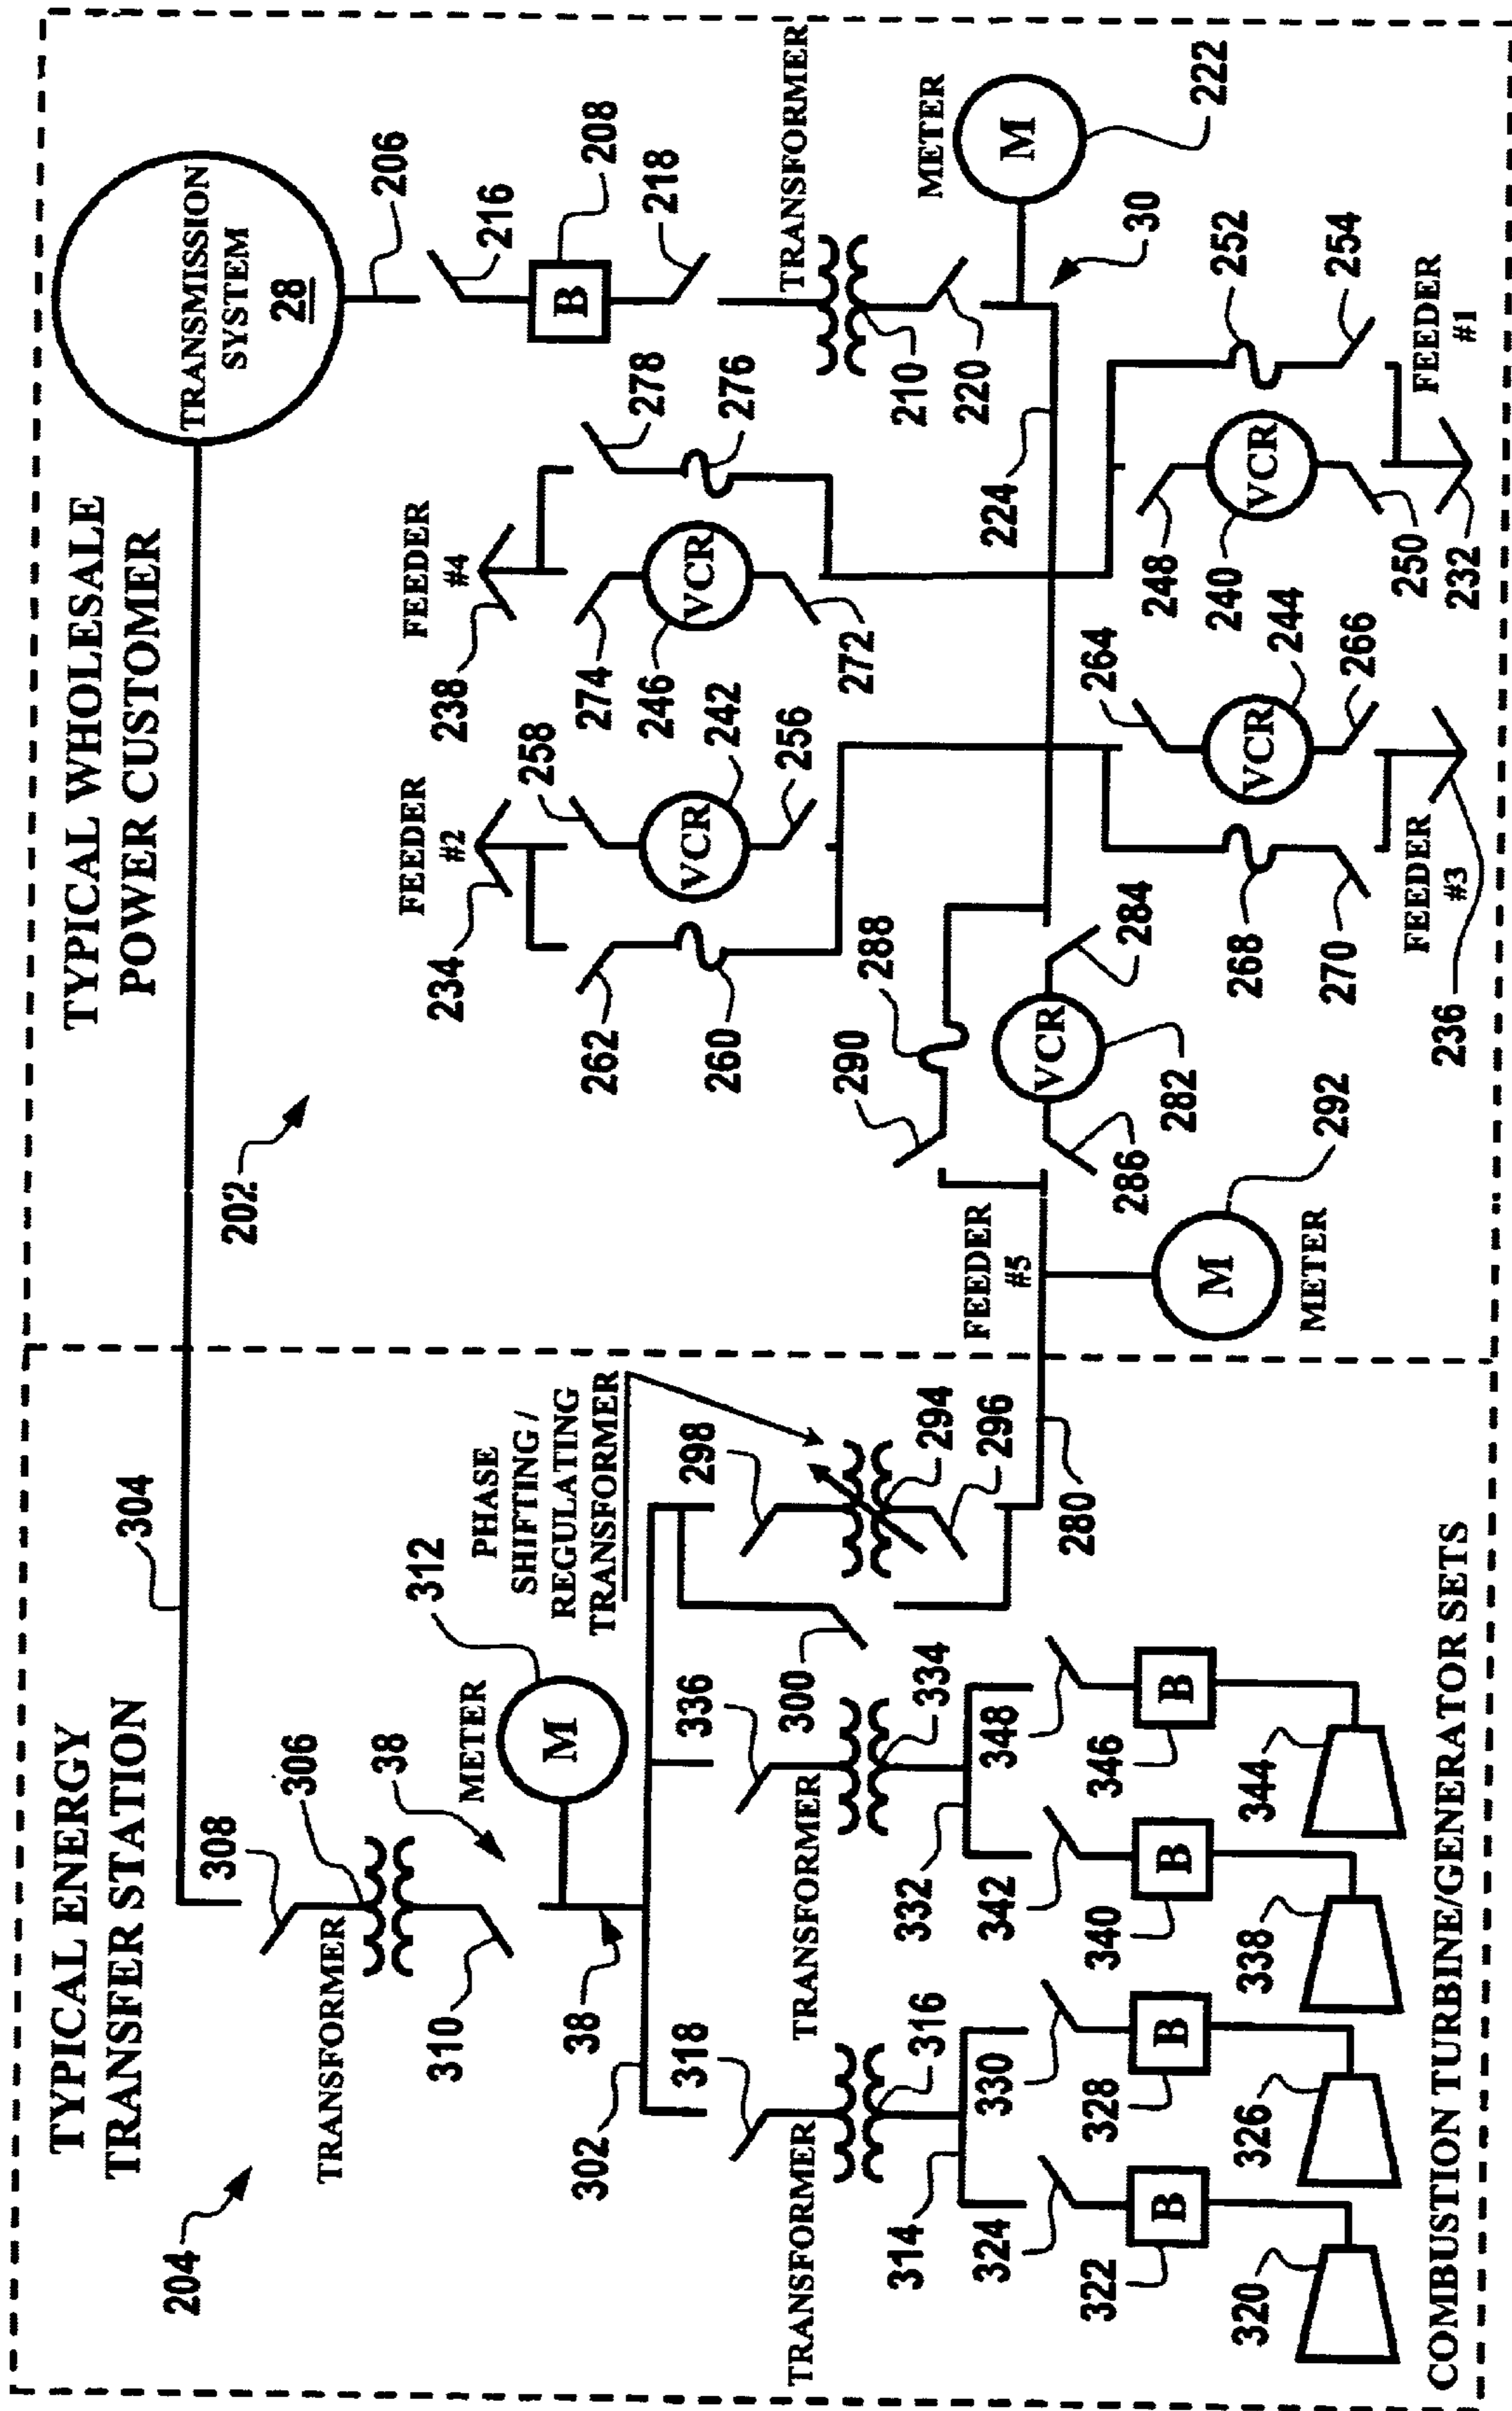 TYPICAL ENERGY
TRANSFER STATION
204
304
308
306
TRANSFORMER
310
38
38
METER
312
M
PHASE
SHIFTING /
REGULATING
TRANSFORMER
302
318
336
298
300
294
296
280
TRANSFORMER
316
TRANSFORMER
334
314
332
324
330
342
348
322
B
328
B
340
B
346
B
320
326
338
344
COMBUSTION TURBINE/GENERATOR SETS
TYPICAL WHOLESALE
POWER CUSTOMER
202
TRANSMISSION
SYSTEM
28
206
216
B
208
218
TRANSFORMER
210
220
METER
M
222
30
224
FEEDER
#4
238
278
276
274
246
VCR
272
FEEDER
#2
234
258
242
VCR
256
262
260
290
288
284
VCR
282
286
FEEDER
#5
292
M
METER
264
244
VCR
266
268
270
FEEDER
#3
236
252
254
248
240
VCR
250
232
FEEDER
#1